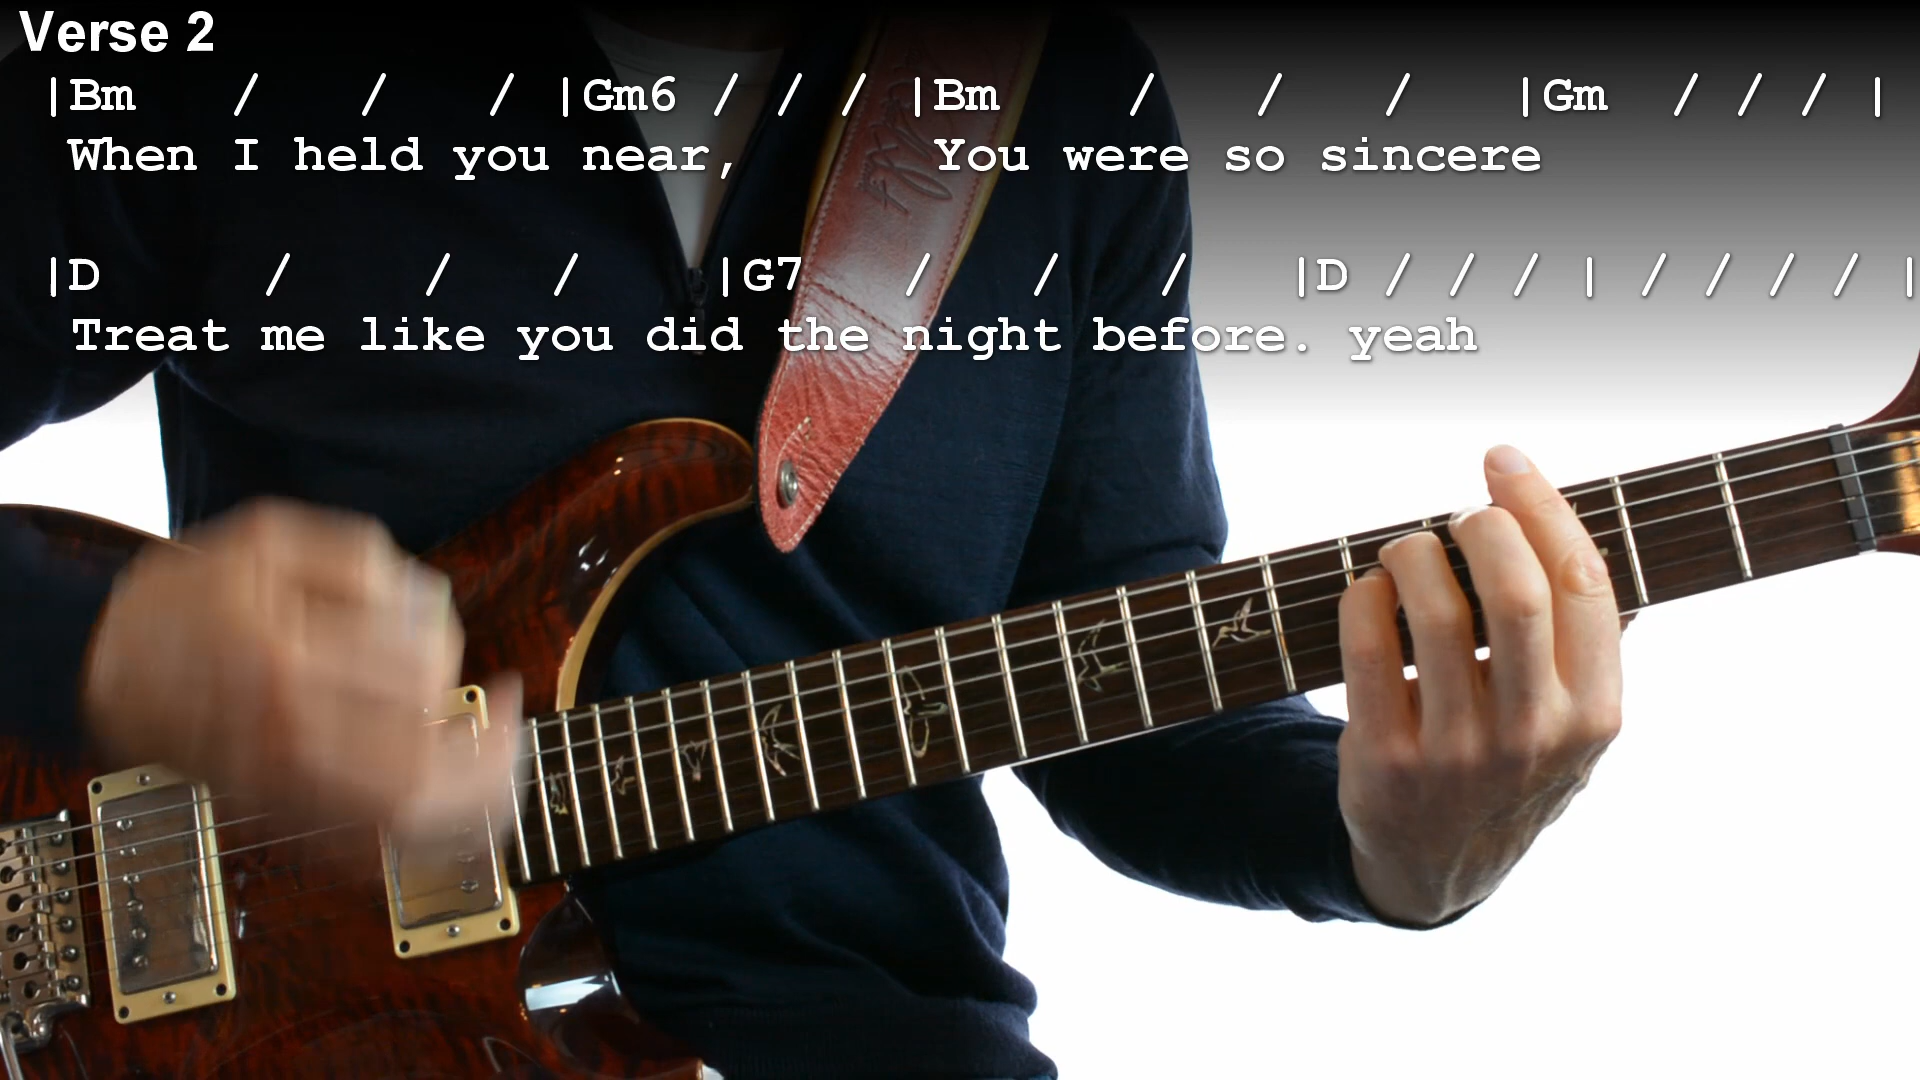 Verse 2
|Bm / / / |Gm6 / / / |Bm / / / |Gm / / / |
When I held you near, You were so sincere
|D / / / |G7 / / / |D / / / | / / / / |
Treat me like you did the night before. yeah